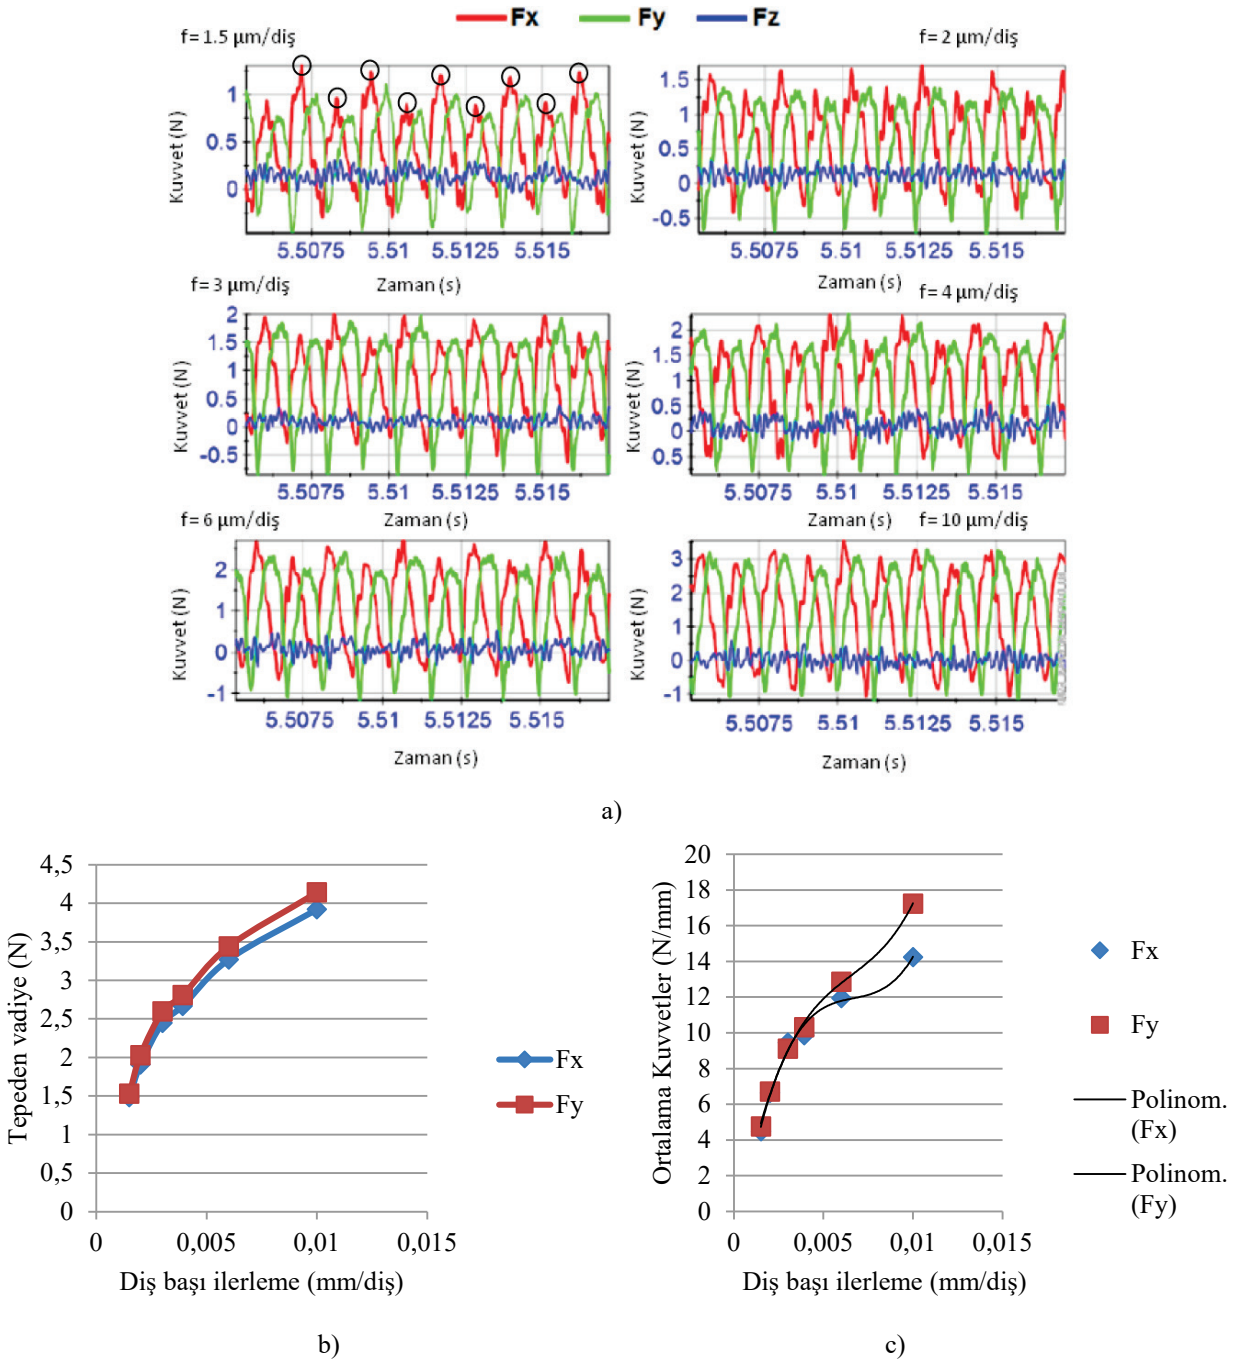 Fx Fy Fz
f= 1.5 µm/diş
f= 2 µm/diş
Kuvvet (N)
1
0.5
0
5.5075 5.51 5.5125 5.515
Zaman (s)
Kuvvet (N)
1.5
1
0.5
0
-0.5
5.5075 5.51 5.5125 5.515
Zaman (s)
f= 3 µm/diş
f= 4 µm/diş
Kuvvet (N)
2
1.5
1
0.5
0
-0.5
5.5075 5.51 5.5125 5.515
Zaman (s)
Kuvvet (N)
2
1.5
1
0.5
0
0.5
5.5075 5.51 5.5125 5.515
Zaman (s)
f= 6 µm/diş
f= 10 µm/diş
Kuvvet (N)
2
1
0
-1
5.5075 5.51 5.5125 5.515
Zaman (s)
Kuvvet (N)
3
2
1
0
-1
5.5075 5.51 5.5125 5.515
Zaman (s)
a)
Tepeden vadiye (N)
4,5
4
3,5
3
2,5
2
1,5
1
0,5
0
0 0,005 0,01 0,015
Diş başı ilerleme (mm/diş)
Fx
Fy
b)
Ortalama Kuvvetler (N/mm)
20
18
16
14
12
10
8
6
4
2
0
0 0,005 0,01 0,015
Diş başı ilerleme (mm/diş)
Fx
Fy
Polinom.
(Fx)
Polinom.
(Fy)
c)